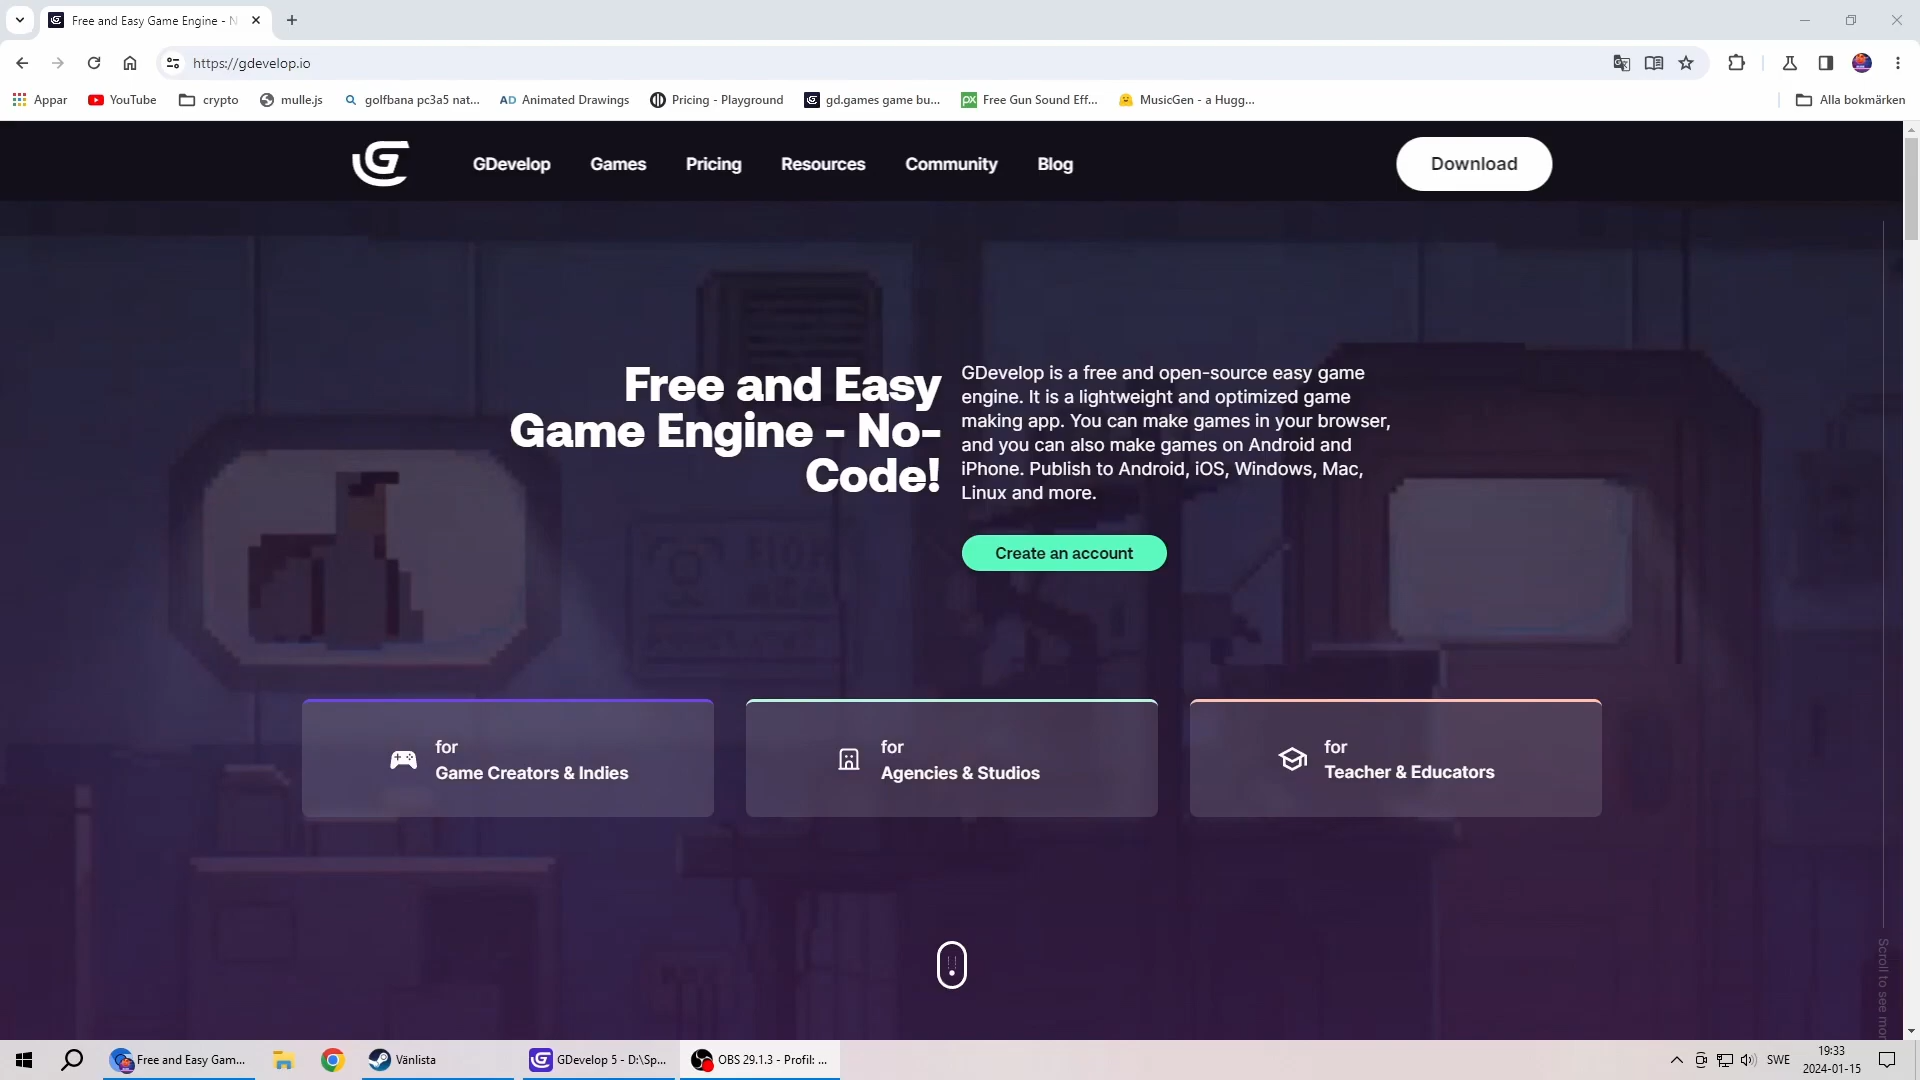 Free and Easy Game Engine - N
https://gdevelop.io
Appar
YouTube
crypto
mulle.js
golfbana pc3a5 nat...
AD Animated Drawings
Pricing - Playground
gd.games game bu...
Free Gun Sound Eff...
MusicGen - a Hugg...
Alla bokmärken
GDevelop
Games
Pricing
Resources
Community
Blog
Download
Free and Easy
Game Engine - No-
Code!
GDevelop is a free and open-source easy game
engine. It is a lightweight and optimized game
making app. You can make games in your browser,
and you can also make games on Android and
iPhone. Publish to Android, iOS, Windows, Mac,
Linux and more.
Create an account
for
Game Creators & Indies
for
Agencies & Studios
for
Teacher & Educators
Scroll to see mor
Free and Easy Gam...
Vänlista
GDevelop 5 - D:\Sp...
OBS 29.1.3 - Profil: ...
SWE
19:33
2024-01-15